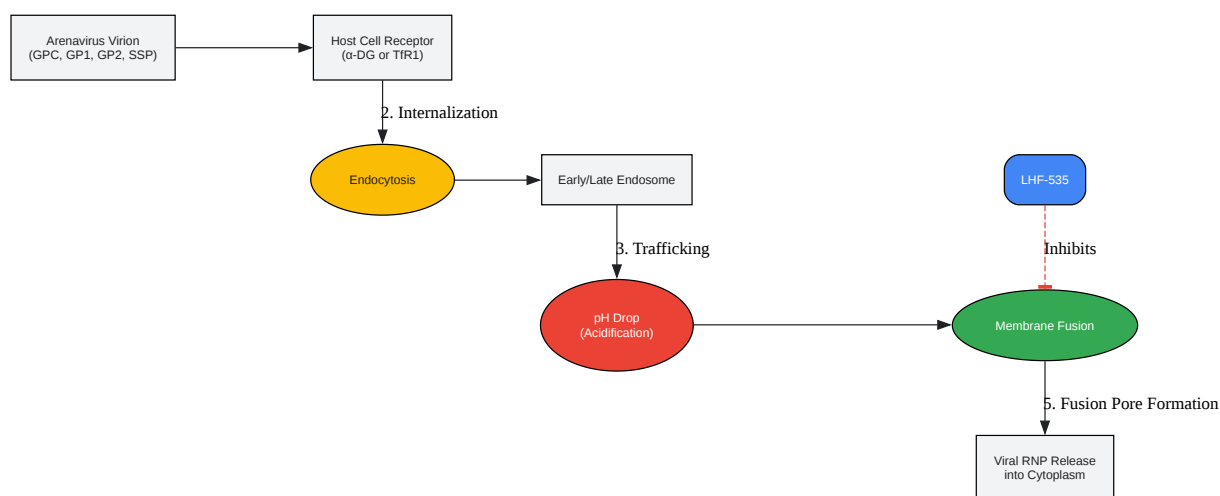 Arenavirus Virion
(GPC, GP1, GP2, SSP)
Host Cell Receptor
(α-DG or TfR1)
2. Internalization
Endocytosis
Early/Late Endosome
LHF-535
3. Trafficking
Inhibits
pH Drop
(Acidification)
Membrane Fusion
5. Fusion Pore Formation
Viral RNP Release
into Cytoplasm